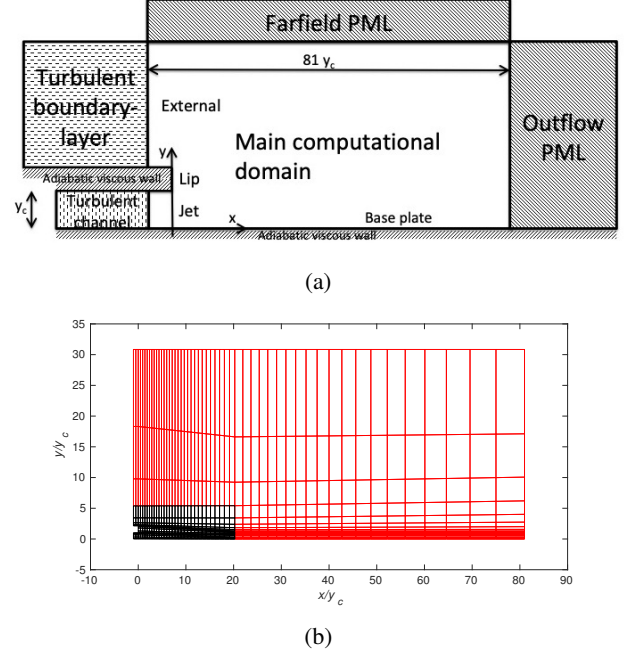 Farfield PML
81 y_c
Turbulent
boundary-
layer
External
Main computational
domain
Outflow
PML
y
Adiabatic viscous wall
Lip
y_c
Turbulent
channel
Jet
x
Base plate
Adiabatic viscous wall
(a)
35
30
25
20
15
10
5
0
-5
y/y_c
-10 0 10 20 30 40 50 60 70 80 90
x/y_c
(b)